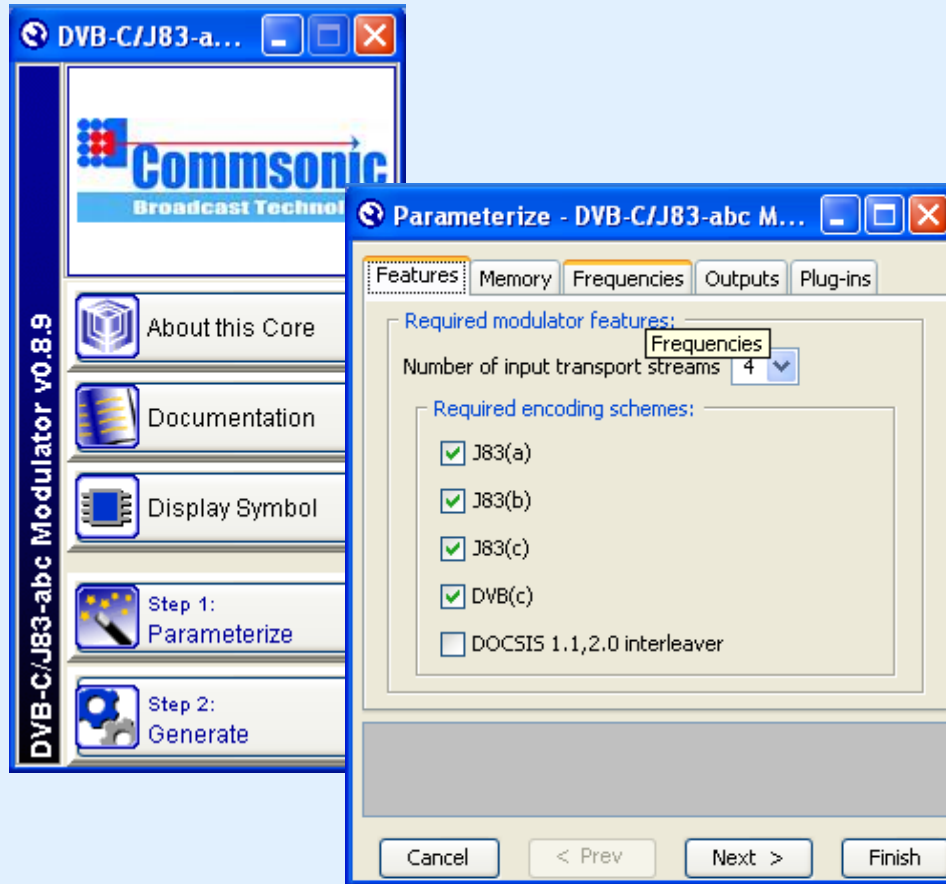 DVB-C/J83-a...
Commsonic
Broadcast Technol
DVB-C/J83-abc Modulator v0.8.9
About this Core
Documentation
Display Symbol
Step 1:
Parameterize
Step 2:
Generate
Parameterize - DVB-C/J83-abc M...
Features Memory Frequencies Outputs Plug-ins
Required modulator features:
Frequencies
Number of input transport streams 4
Required encoding schemes:
J83(a)
J83(b)
J83(c)
DVB(c)
DOCSIS 1.1,2.0 interleaver
Cancel < Prev Next > Finish